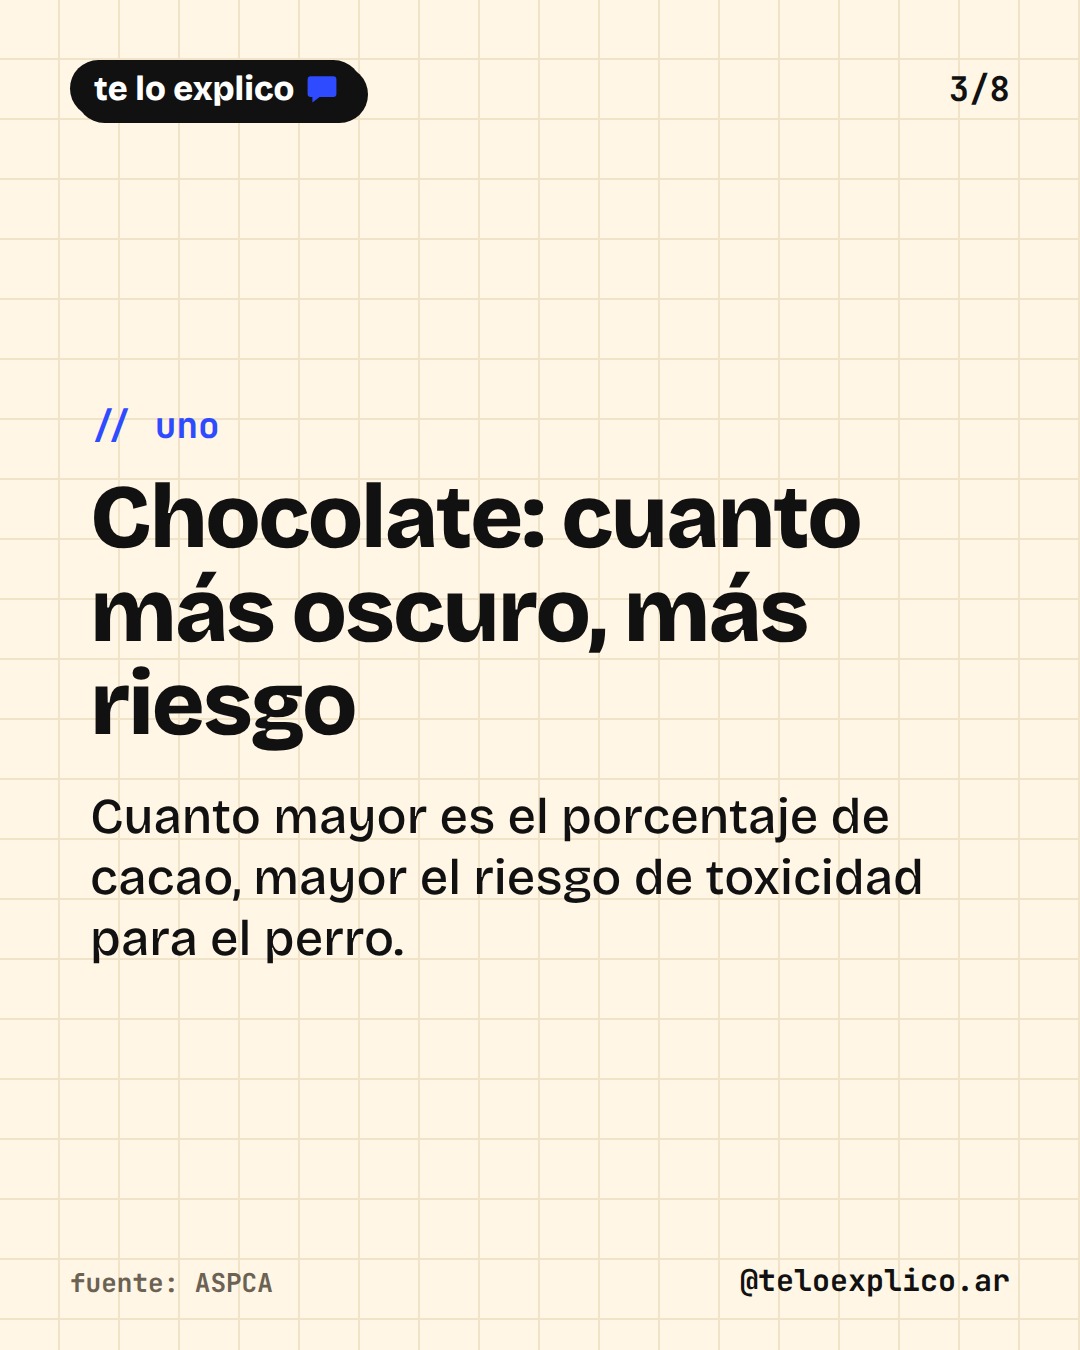 te lo explico
3/8
// uno
Chocolate: cuanto
más oscuro, más
riesgo
Cuanto mayor es el porcentaje de
cacao, mayor el riesgo de toxicidad
para el perro.
fuente: ASPCA
@teloexplico.ar